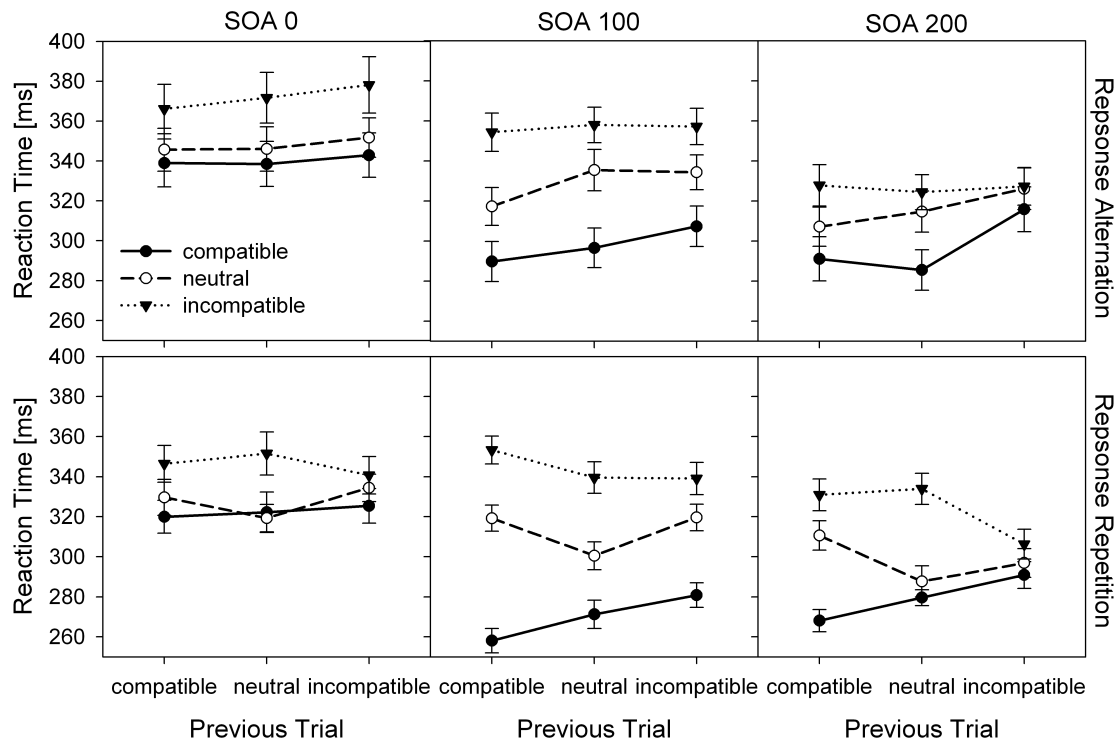 SOA 0
SOA 100
SOA 200
400
380
360
340
320
300
280
260
Reaction Time [ms]
compatible
neutral
incompatible
Repsonse Alternation
400
380
360
340
320
300
280
260
Reaction Time [ms]
Repsonse Repetition
compatible neutral incompatible
compatible neutral incompatible
compatible neutral incompatible
Previous Trial
Previous Trial
Previous Trial